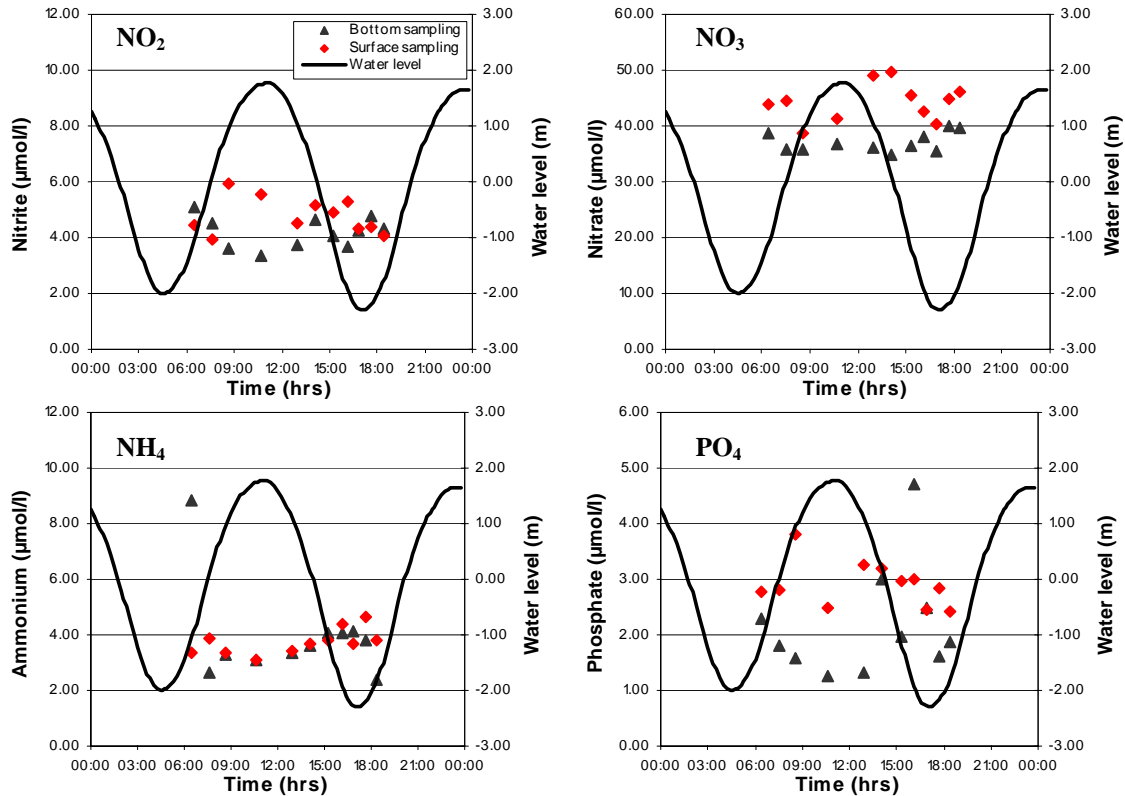 NO2
Bottom sampling
Surface sampling
Water level
12.00
10.00
8.00
6.00
4.00
2.00
0.00
Nitrite (µmol/l)
3.00
2.00
1.00
0.00
-1.00
-2.00
-3.00
Water level (m)
00:00 03:00 06:00 09:00 12:00 15:00 18:00 21:00 00:00
Time (hrs)
NO3
60.00
50.00
40.00
30.00
20.00
10.00
0.00
Nitrate (µmol/l)
3.00
2.00
1.00
0.00
-1.00
-2.00
-3.00
Water level (m)
00:00 03:00 06:00 09:00 12:00 15:00 18:00 21:00 00:00
Time (hrs)
NH4
12.00
10.00
8.00
6.00
4.00
2.00
0.00
Ammonium (µmol/l)
3.00
2.00
1.00
0.00
-1.00
-2.00
-3.00
Water level (m)
00:00 03:00 06:00 09:00 12:00 15:00 18:00 21:00 00:00
Time (hrs)
PO4
6.00
5.00
4.00
3.00
2.00
1.00
0.00
Phosphate (µmol/l)
3.00
2.00
1.00
0.00
-1.00
-2.00
-3.00
Water level (m)
00:00 03:00 06:00 09:00 12:00 15:00 18:00 21:00 00:00
Time (hrs)